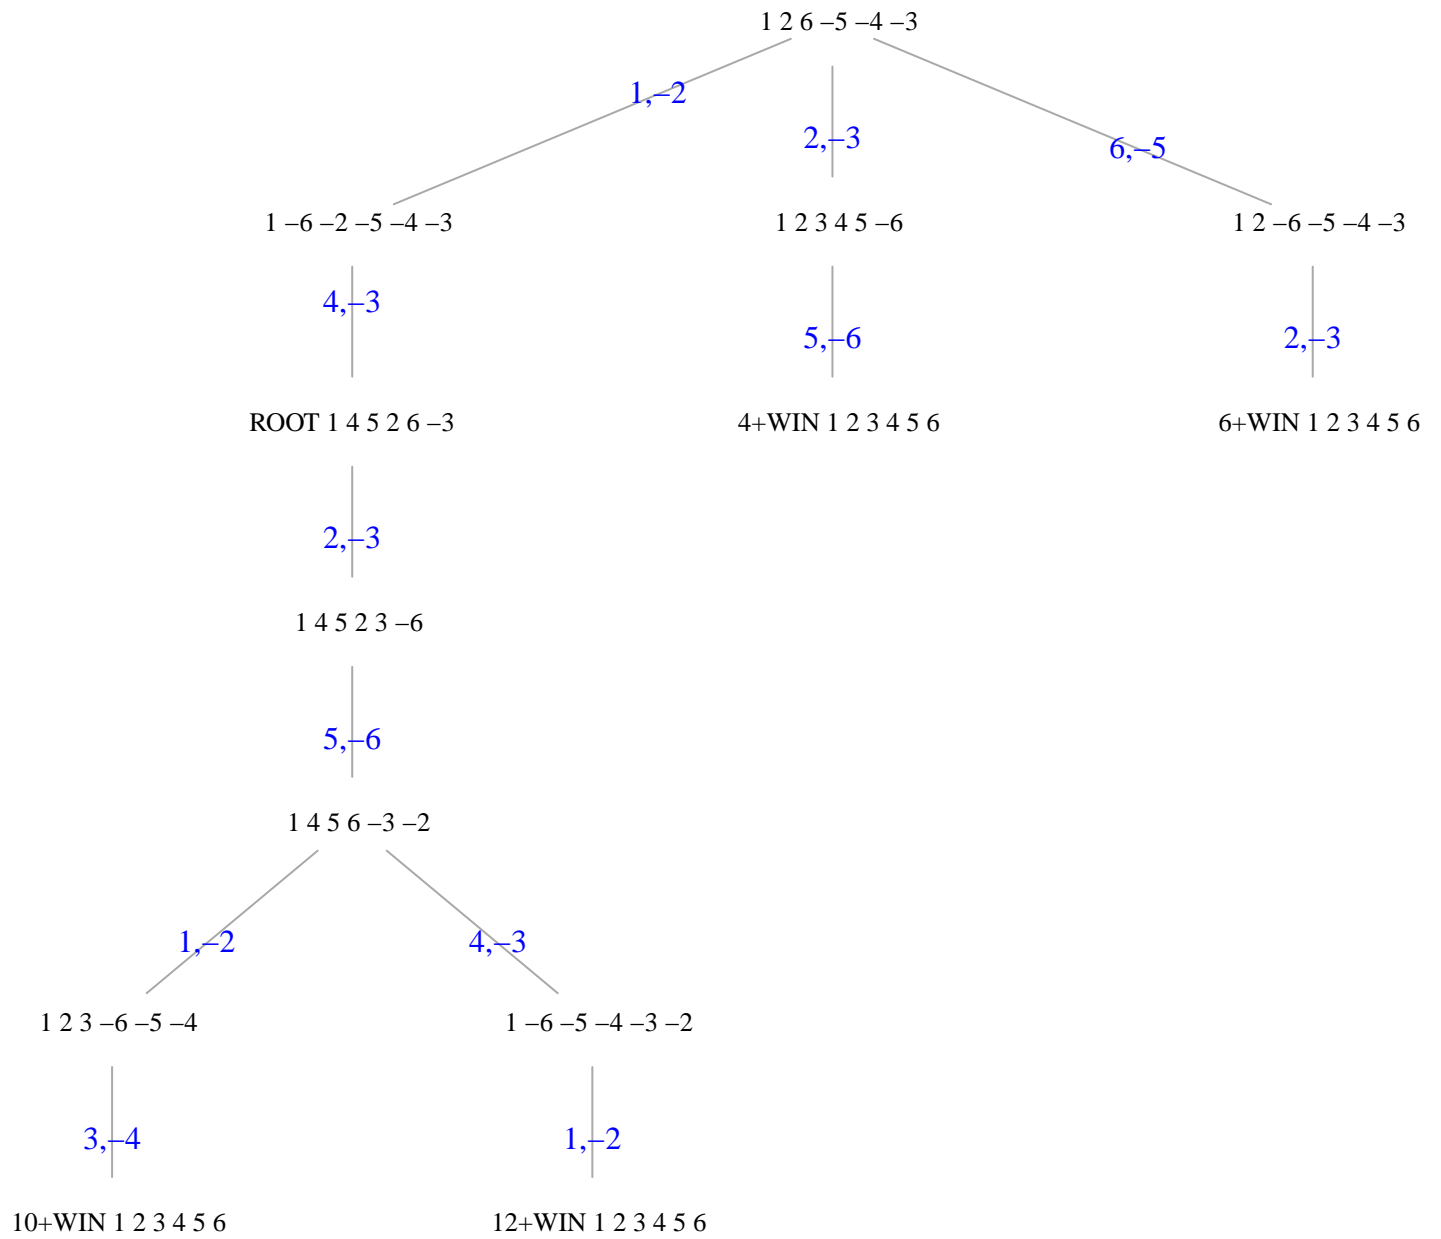 1 2 6 –5 –4 –3
1,–2
2,–3
6,–5
1 –6 –2 –5 –4 –3
1 2 3 4 5 –6
1 2 –6 –5 –4 –3
4,–3
5,–6
2,–3
ROOT 1 4 5 2 6 –3
4+WIN 1 2 3 4 5 6
6+WIN 1 2 3 4 5 6
2,–3
1 4 5 2 3 –6
5,–6
1 4 5 6 –3 –2
1,–2
4,–3
1 2 3 –6 –5 –4
1 –6 –5 –4 –3 –2
3,–4
1,–2
10+WIN 1 2 3 4 5 6
12+WIN 1 2 3 4 5 6